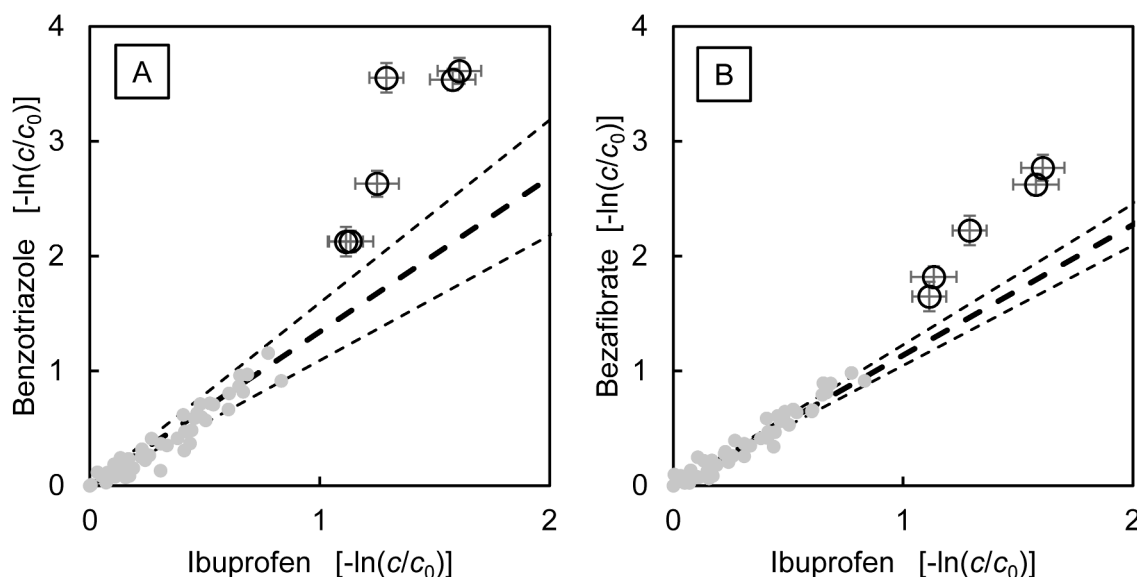 A
4
3
2
1
0
Benzotriazole [-ln(c/c0)]
0 1 2
Ibuprofen [-ln(c/c0)]
B
4
3
2
1
0
Bezafibrate [-ln(c/c0)]
0 1 2
Ibuprofen [-ln(c/c0)]